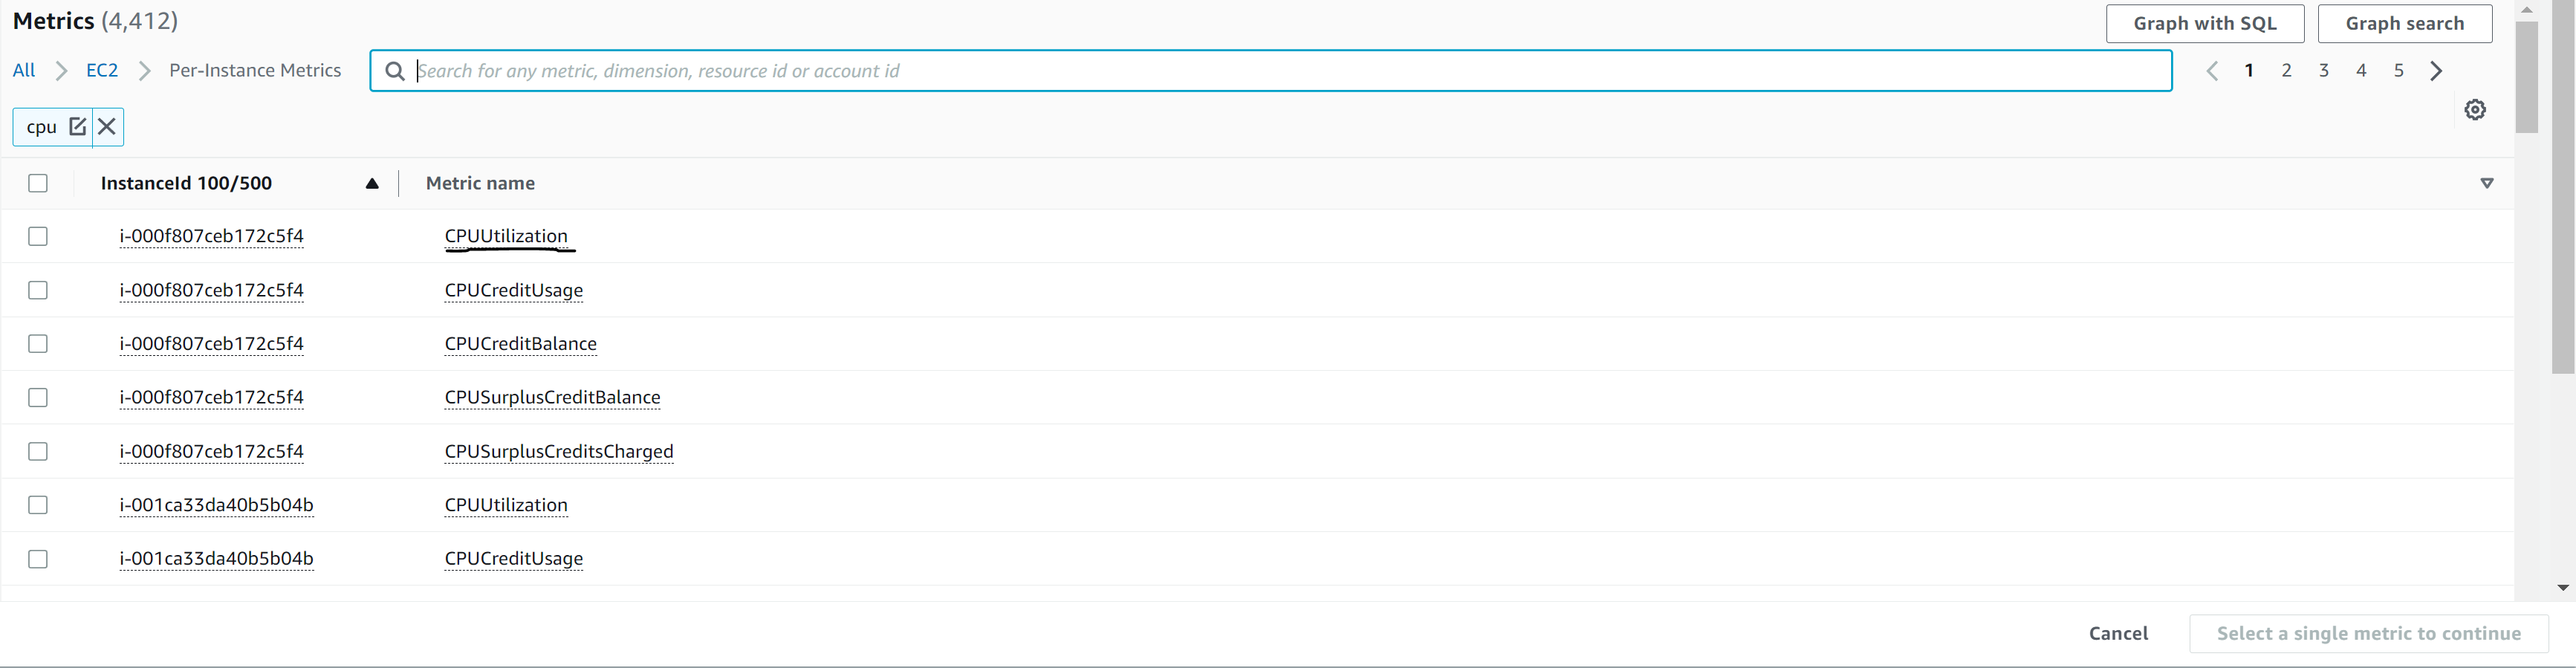 Metrics (4,412)
Graph with SQL
Graph search
All
EC2
Per-Instance Metrics
Search for any metric, dimension, resource id or account id
1 2 3 4 5
cpu
InstanceId 100/500 Metric name
i-000f807ceb172c5f4 CPUUtilization
i-000f807ceb172c5f4 CPUCreditUsage
i-000f807ceb172c5f4 CPUCreditBalance
i-000f807ceb172c5f4 CPUSurplusCreditBalance
i-000f807ceb172c5f4 CPUSurplusCreditsCharged
i-001ca33da40b5b04b CPUUtilization
i-001ca33da40b5b04b CPUCreditUsage
Cancel
Select a single metric to continue